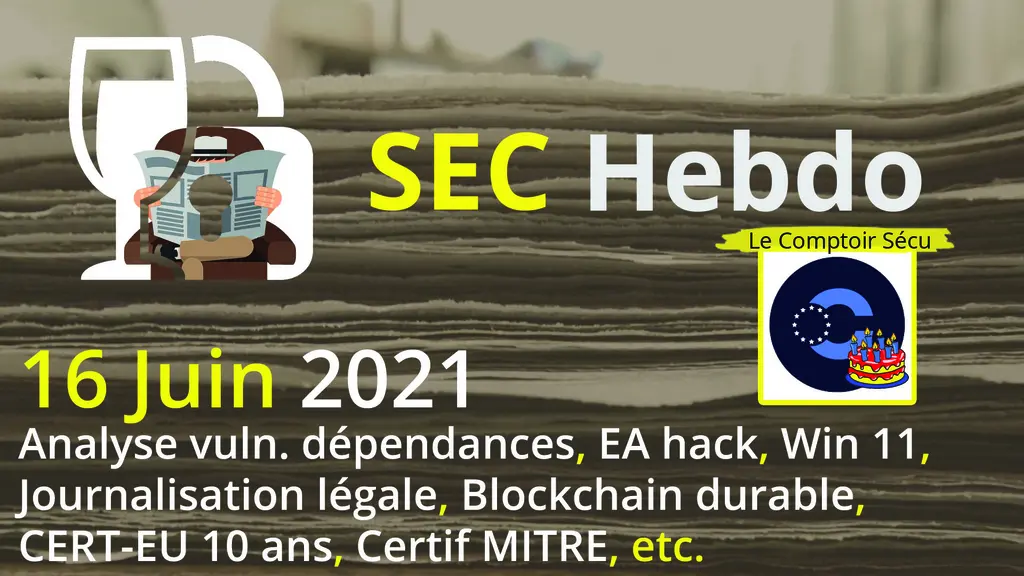 SEC Hebdo
Le Comptoir Sécu
16 Juin 2021
Analyse vuln. dépendances, EA hack, Win 11,
Journalisation légale, Blockchain durable,
CERT-EU 10 ans, Certif MITRE, etc.